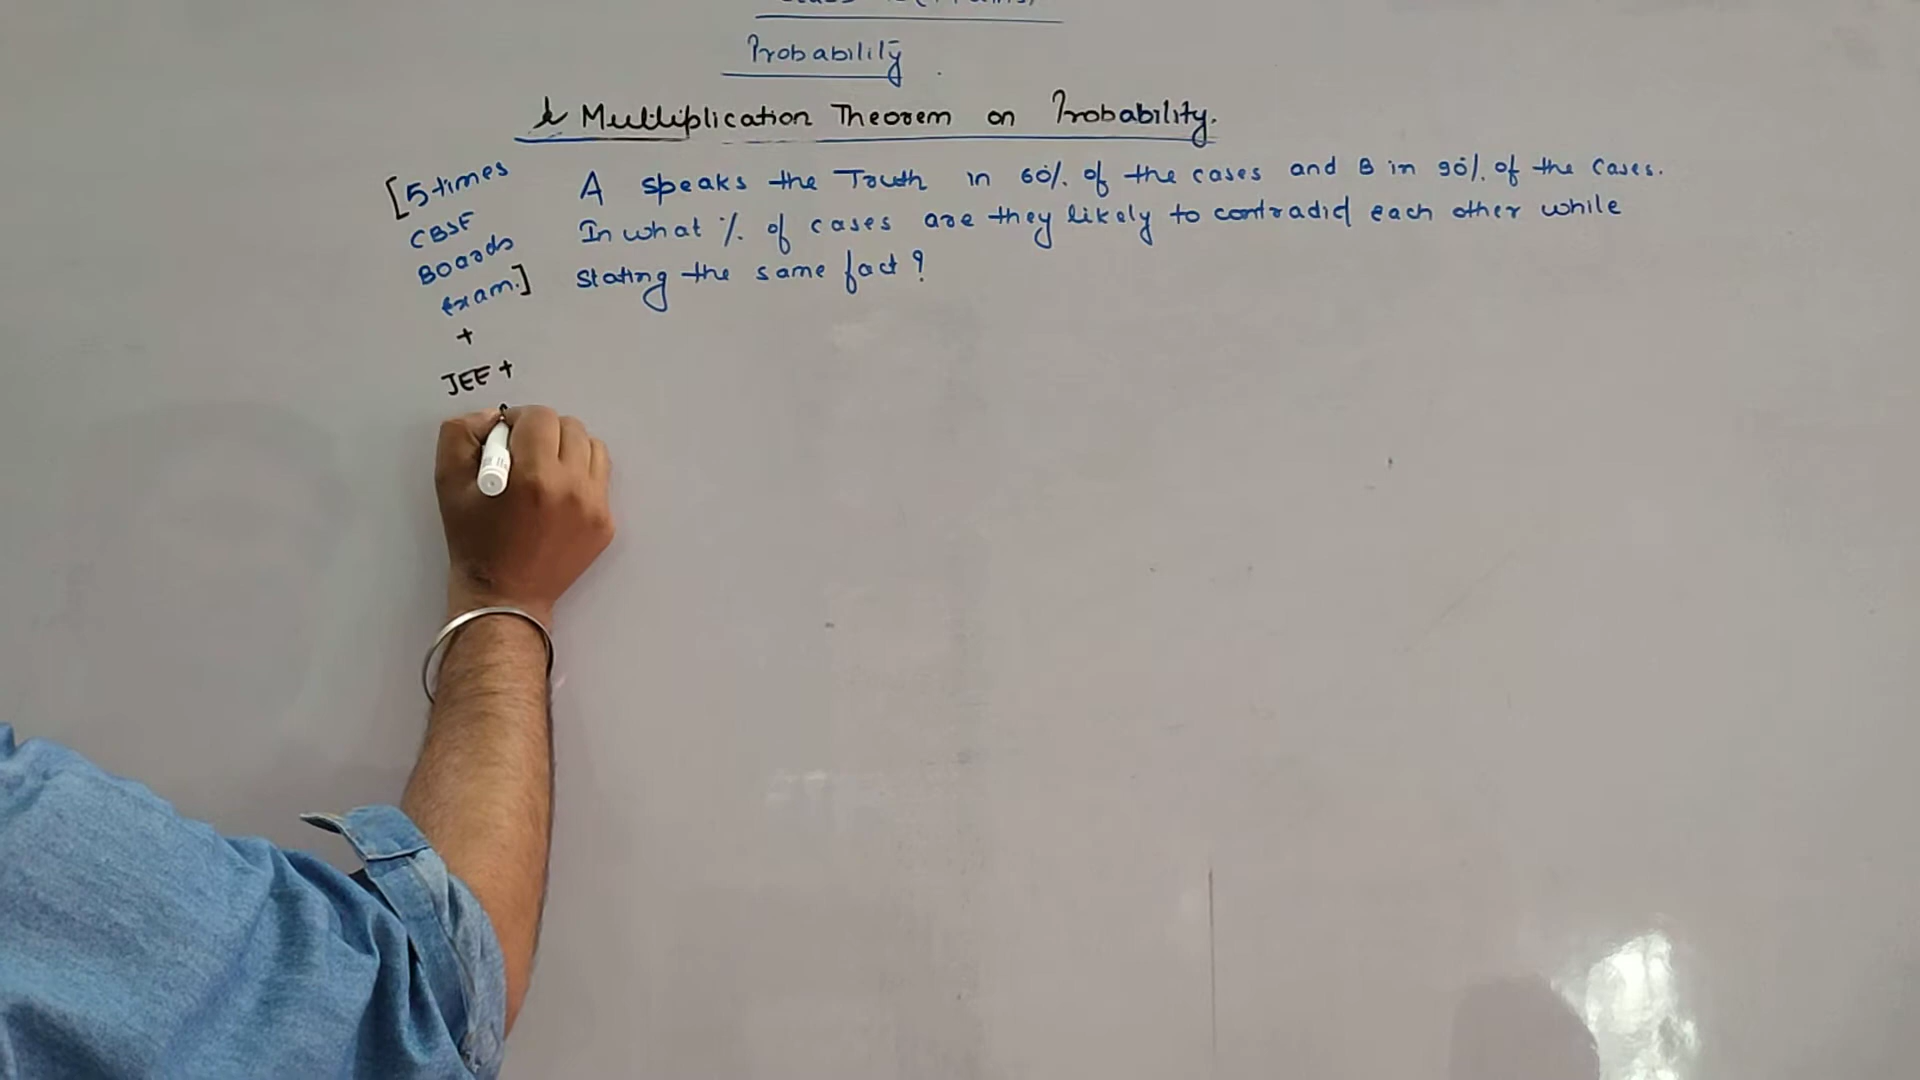 Probability
Multiplication Theorem on Probability.
[5 times
CBSE
Boards
exam.]
+
JEE +
A speaks the Truth in 60%. of the cases and B in 90%. of the cases.
In what %. of cases are they likely to contradict each other while
stating the same fact?